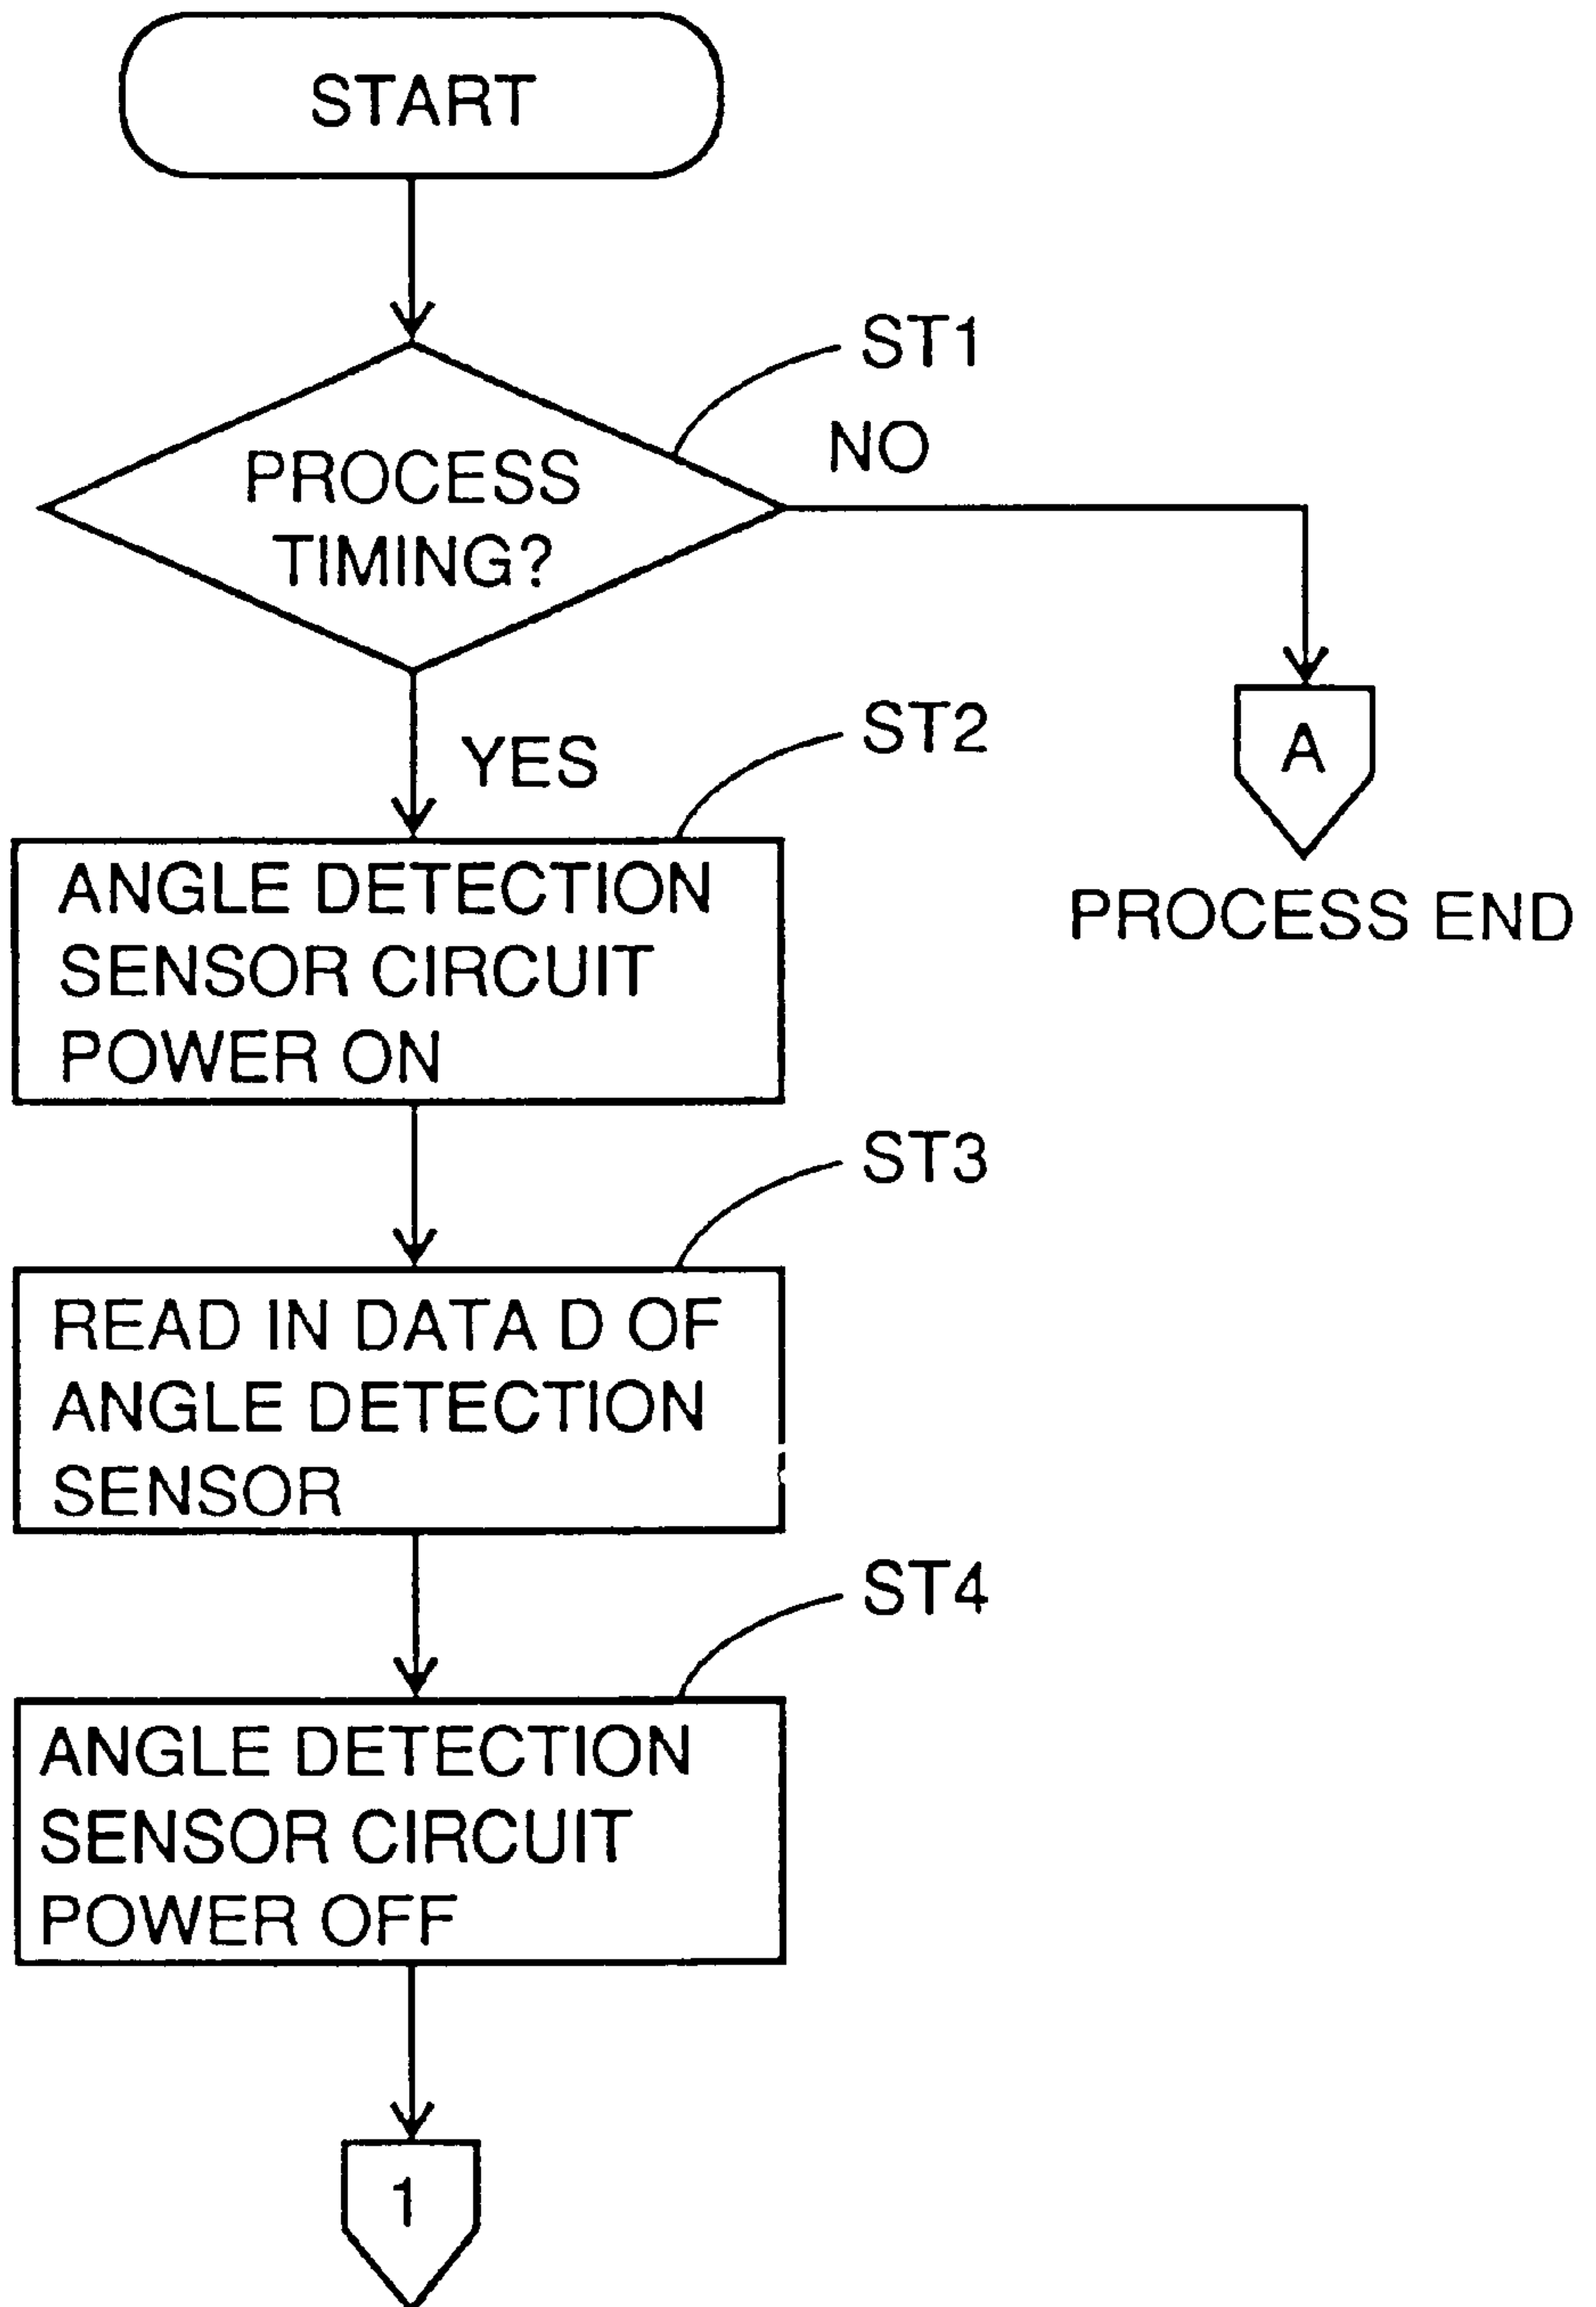 START
ST1
NO
PROCESS
TIMING?
ST2
YES
A
ANGLE DETECTION
SENSOR CIRCUIT
POWER ON
PROCESS END
ST3
READ IN DATA D OF
ANGLE DETECTION
SENSOR
ST4
ANGLE DETECTION
SENSOR CIRCUIT
POWER OFF
1